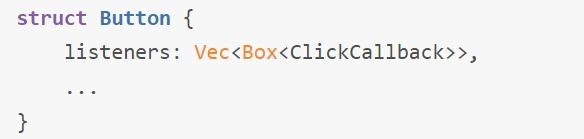 struct Button {
    listeners: Vec<Box<ClickCallback>>,
    ...
}